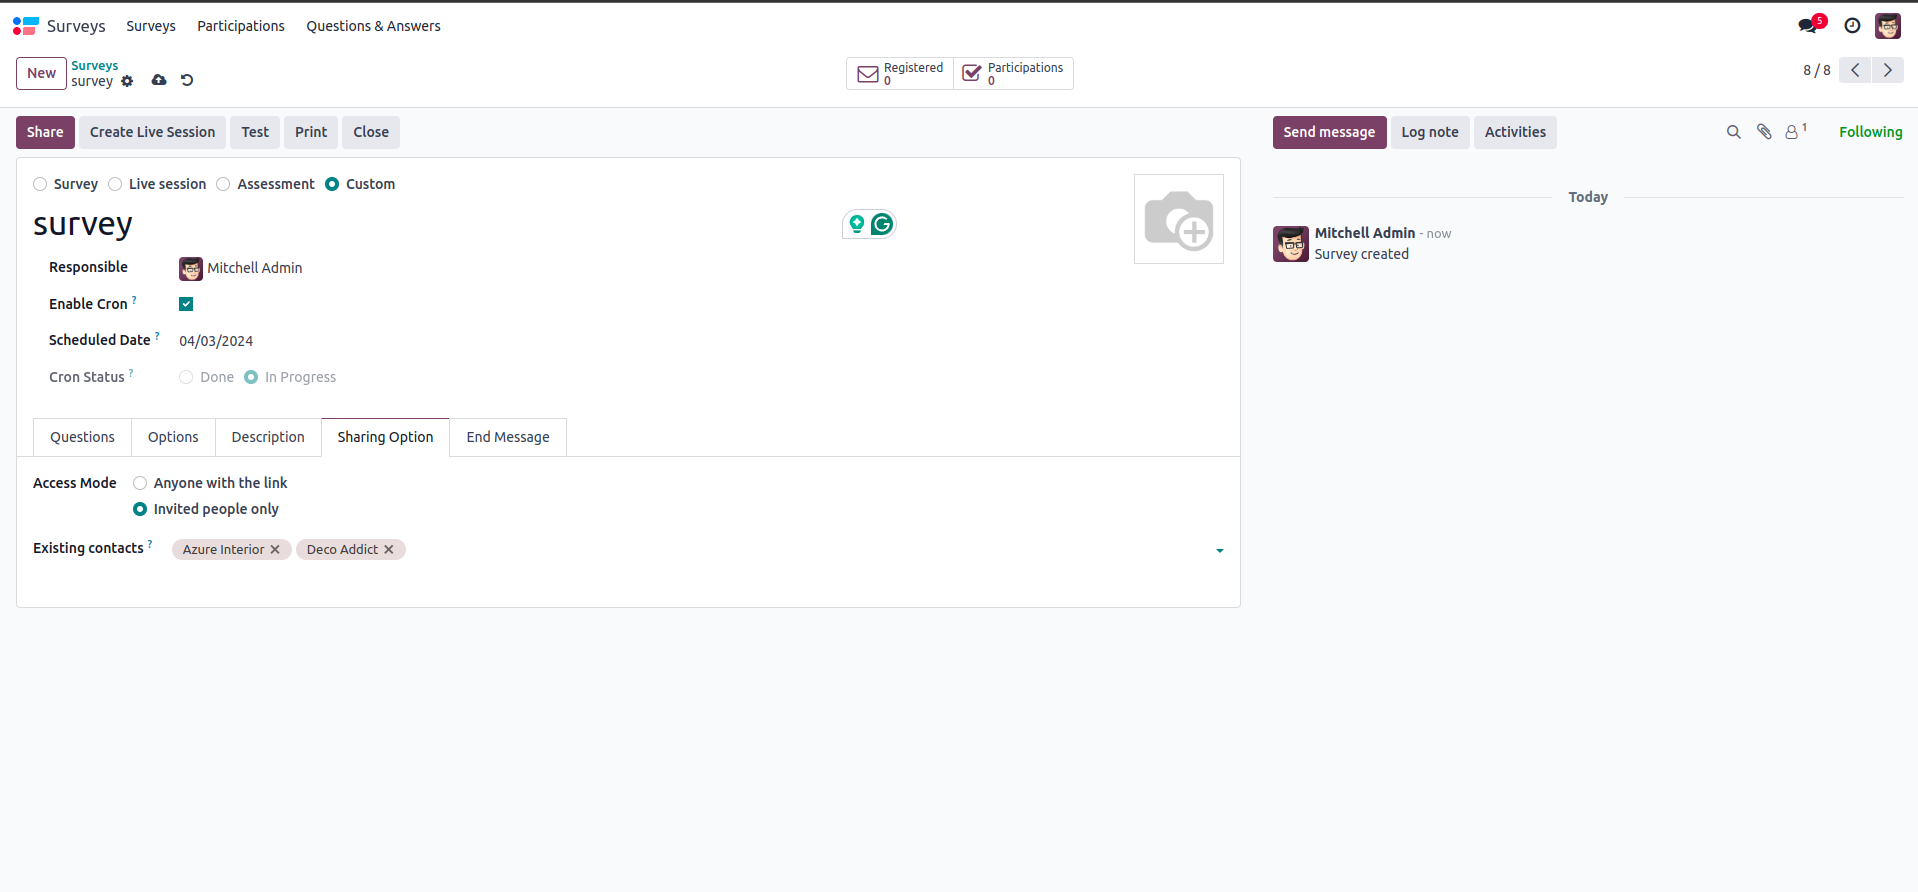 Surveys Surveys Participations Questions & Answers 5
New Surveys
survey
Registered
0
Participations
0
8 / 8
Share Create Live Session Test Print Close
Send message Log note Activities 1 Following
Survey Live session Assessment Custom
survey
Responsible Mitchell Admin
Enable Cron ?
Scheduled Date ? 04/03/2024
Cron Status ? Done In Progress
Questions Options Description Sharing Option End Message
Access Mode Anyone with the link
Invited people only
Existing contacts ? Azure Interior Deco Addict
Today
Mitchell Admin - now
Survey created